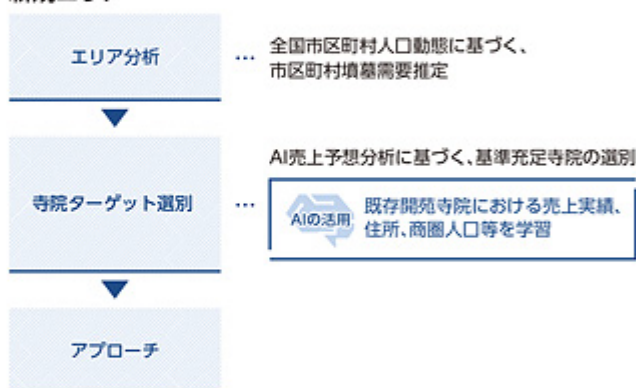 エリア分析
… 全国市区町村人口動態に基づく、
市区町村墳墓需要推定
AI売上予想分析に基づく、基準充足寺院の選別
寺院ターゲット選別
…
AIの活用
既存開苑寺院における売上実績、
住所、商圏人口等を学習
アプローチ